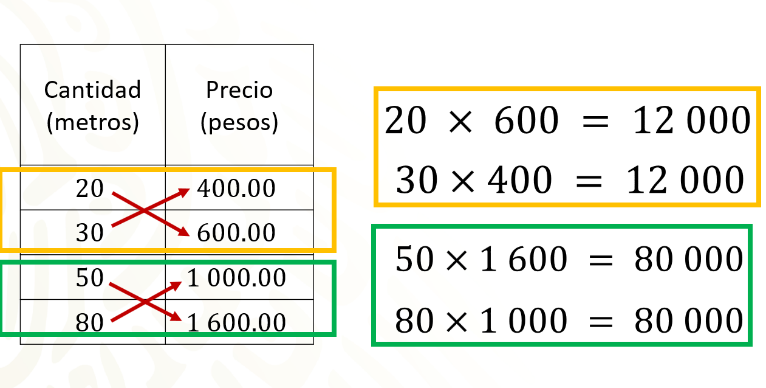 Cantidad
(metros)
Precio
(pesos)
20 400.00
30 600.00
50 1 000.00
80 1 600.00
20 × 600 = 12 000
30 × 400 = 12 000
50 × 1 600 = 80 000
80 × 1 000 = 80 000